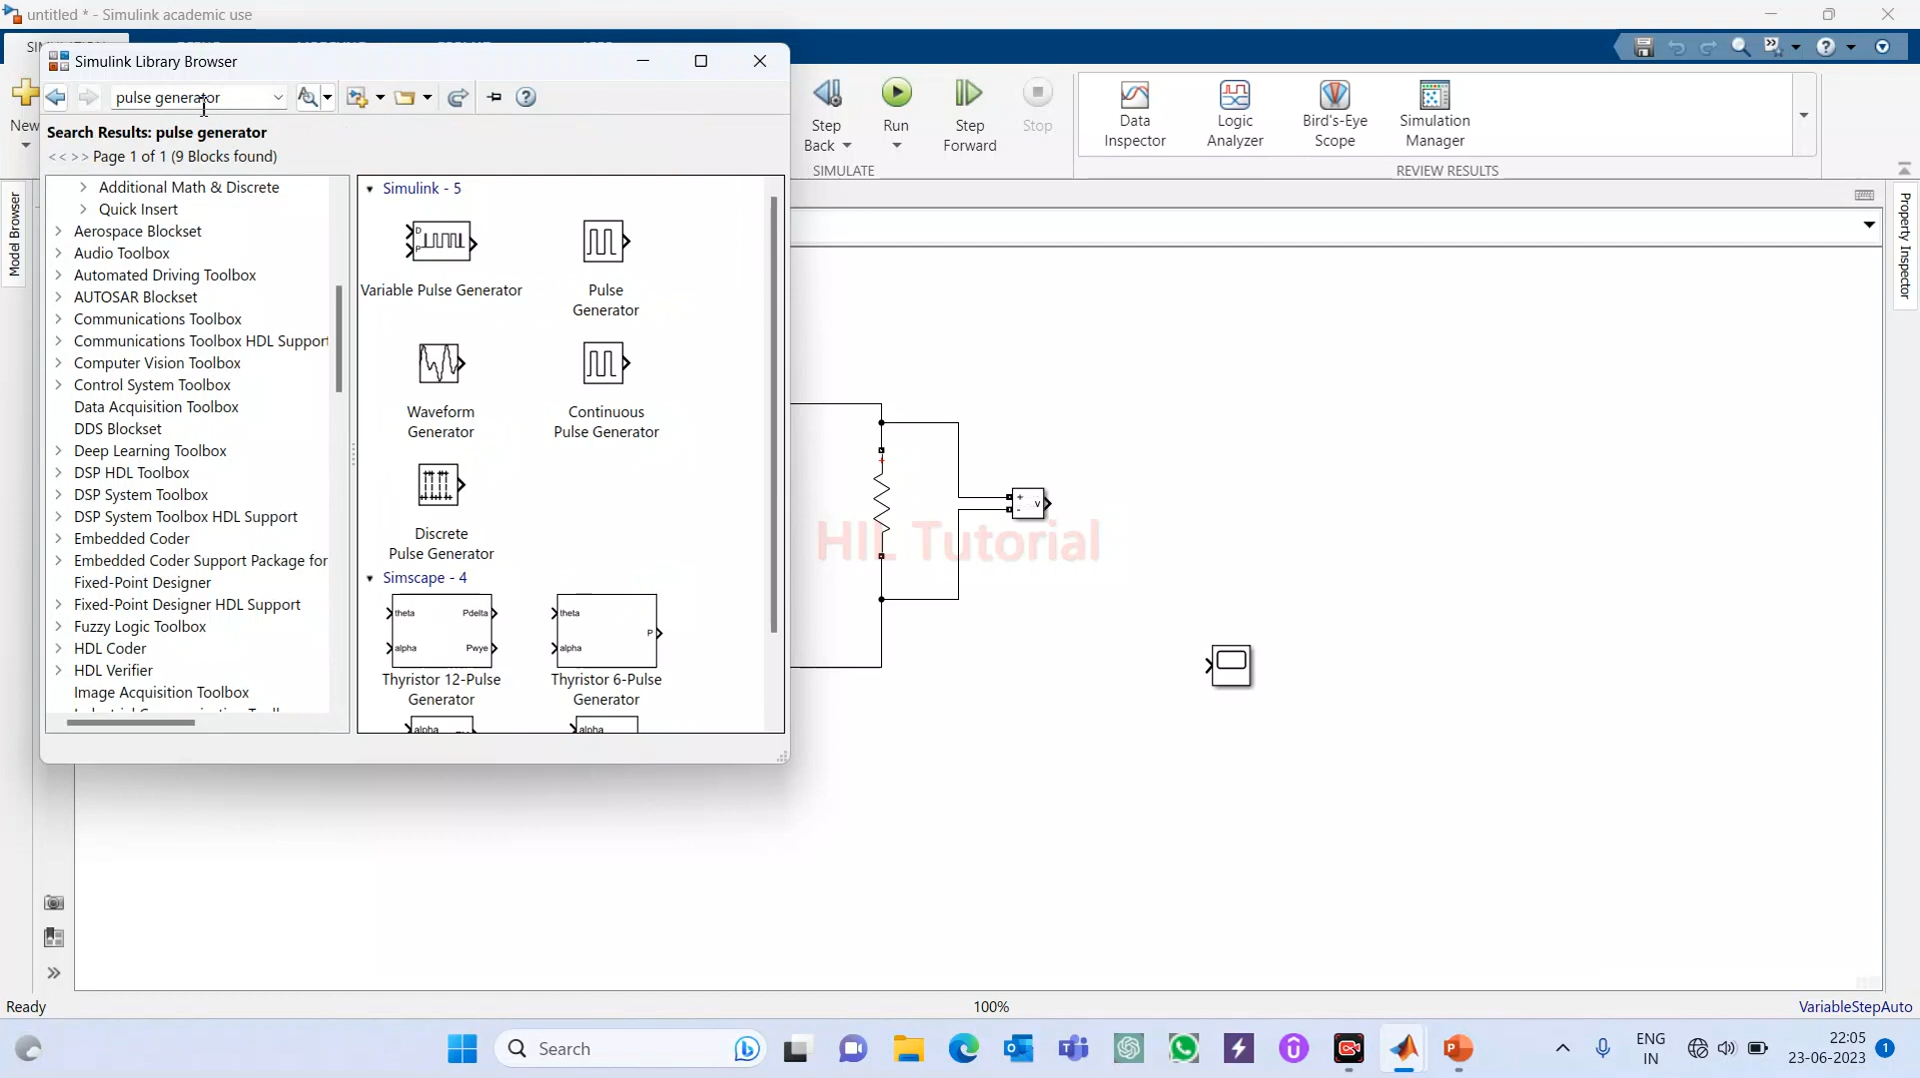 untitled * - Simulink academic use
Simulink Library Browser
pulse generator
Search Results: pulse generator
<< >> Page 1 of 1 (9 Blocks found)
Additional Math & Discrete
Quick Insert
Aerospace Blockset
Audio Toolbox
Automated Driving Toolbox
AUTOSAR Blockset
Communications Toolbox
Communications Toolbox HDL Support
Computer Vision Toolbox
Control System Toolbox
Data Acquisition Toolbox
DDS Blockset
Deep Learning Toolbox
DSP HDL Toolbox
DSP System Toolbox
DSP System Toolbox HDL Support
Embedded Coder
Embedded Coder Support Package for
Fixed-Point Designer
Fixed-Point Designer HDL Support
Fuzzy Logic Toolbox
HDL Coder
HDL Verifier
Image Acquisition Toolbox
Simulink - 5
D
P
Variable Pulse Generator
Pulse
Generator
Waveform
Generator
Continuous
Pulse Generator
Discrete
Pulse Generator
Simscape - 4
theta
Pdelta
alpha
Pwye
Thyristor 12-Pulse
Generator
theta
P
alpha
Thyristor 6-Pulse
Generator
alpha
alpha
New
Step
Back
Run
Step
Forward
Stop
SIMULATE
Data
Inspector
Logic
Analyzer
Bird's-Eye
Scope
Simulation
Manager
REVIEW RESULTS
Model Browser
Property Inspector
+
+
v
-
HIL Tutorial
Ready
100%
VariableStepAuto
Search
ENG
IN
22:05
23-06-2023
1